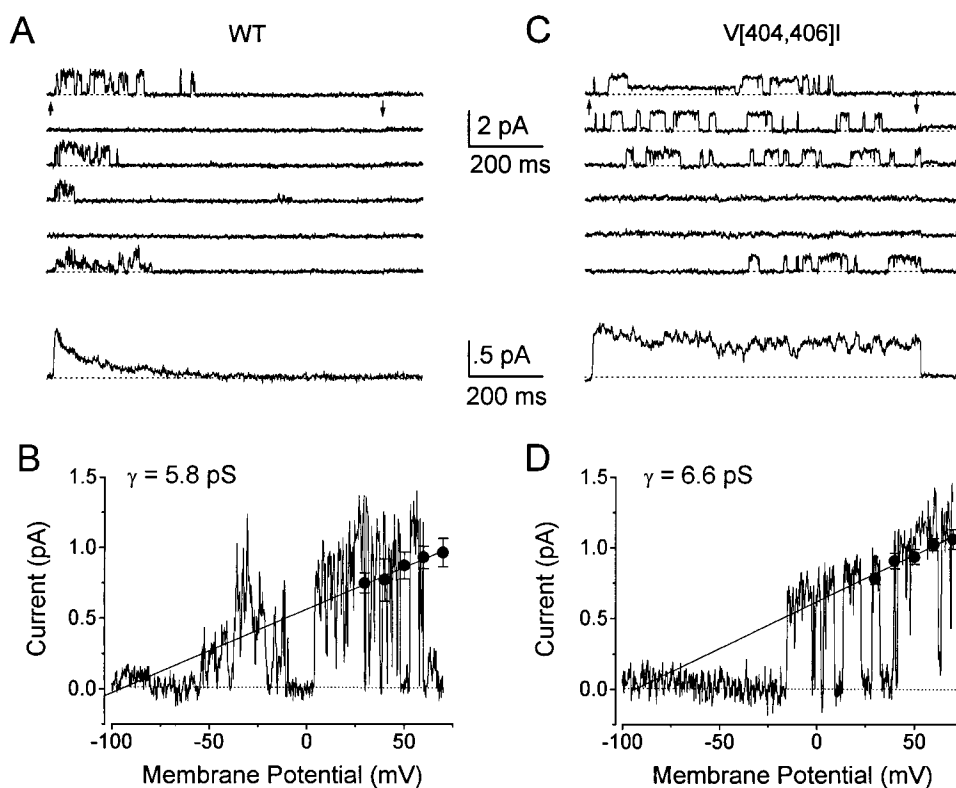 A
WT
C
V[404,406]I
2 pA
200 ms
.5 pA
200 ms
B
γ = 5.8 pS
1.5
1.0
0.5
0.0
Current (pA)
-100
-50
0
50
Membrane Potential (mV)
D
γ = 6.6 pS
1.5
1.0
0.5
0.0
Current (pA)
-100
-50
0
50
Membrane Potential (mV)